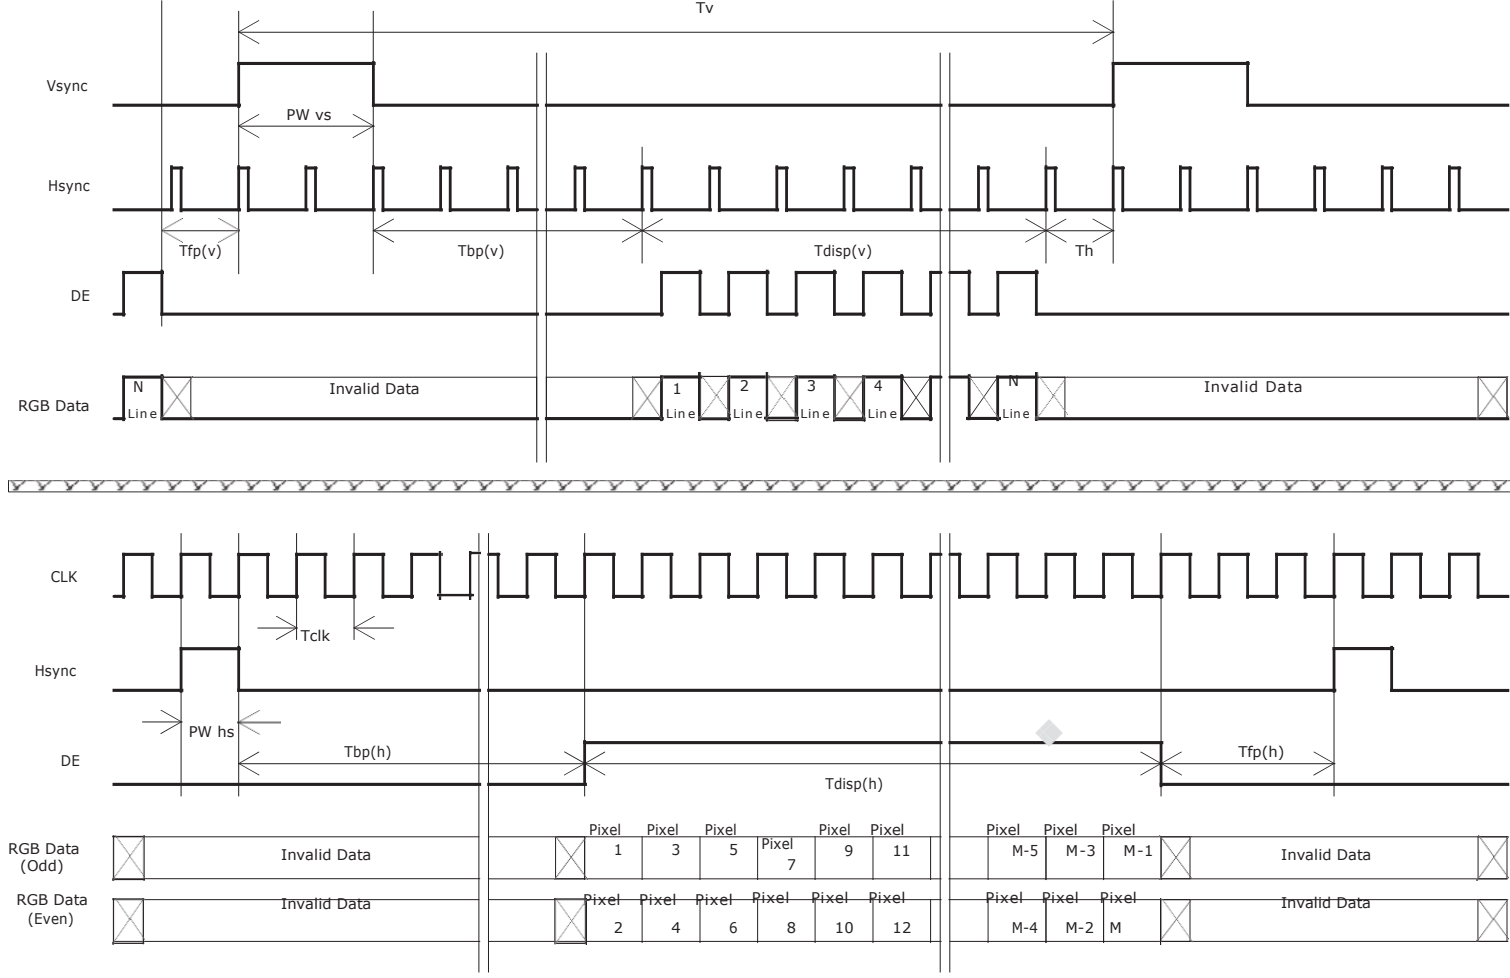 Tv
Vsync
PW vs
Hsync
Tfp(v)
Tbp(v)
Tdisp(v)
Th
DE
RGB Data
N
Line
Invalid Data
1
Line
2
Line
3
Line
4
Line
N
Line
Invalid Data
CLK
Tclk
Hsync
PW hs
DE
Tbp(h)
Tdisp(h)
Tfp(h)
RGB Data
(Odd)
Invalid Data
Pixel
1
Pixel
3
Pixel
5
Pixel
7
Pixel
9
Pixel
11
Pixel
M-5
Pixel
M-3
Pixel
M-1
Invalid Data
RGB Data
(Even)
Invalid Data
Pixel
2
Pixel
4
Pixel
6
Pixel
8
Pixel
10
Pixel
12
Pixel
M-4
Pixel
M-2
Pixel
M
Invalid Data